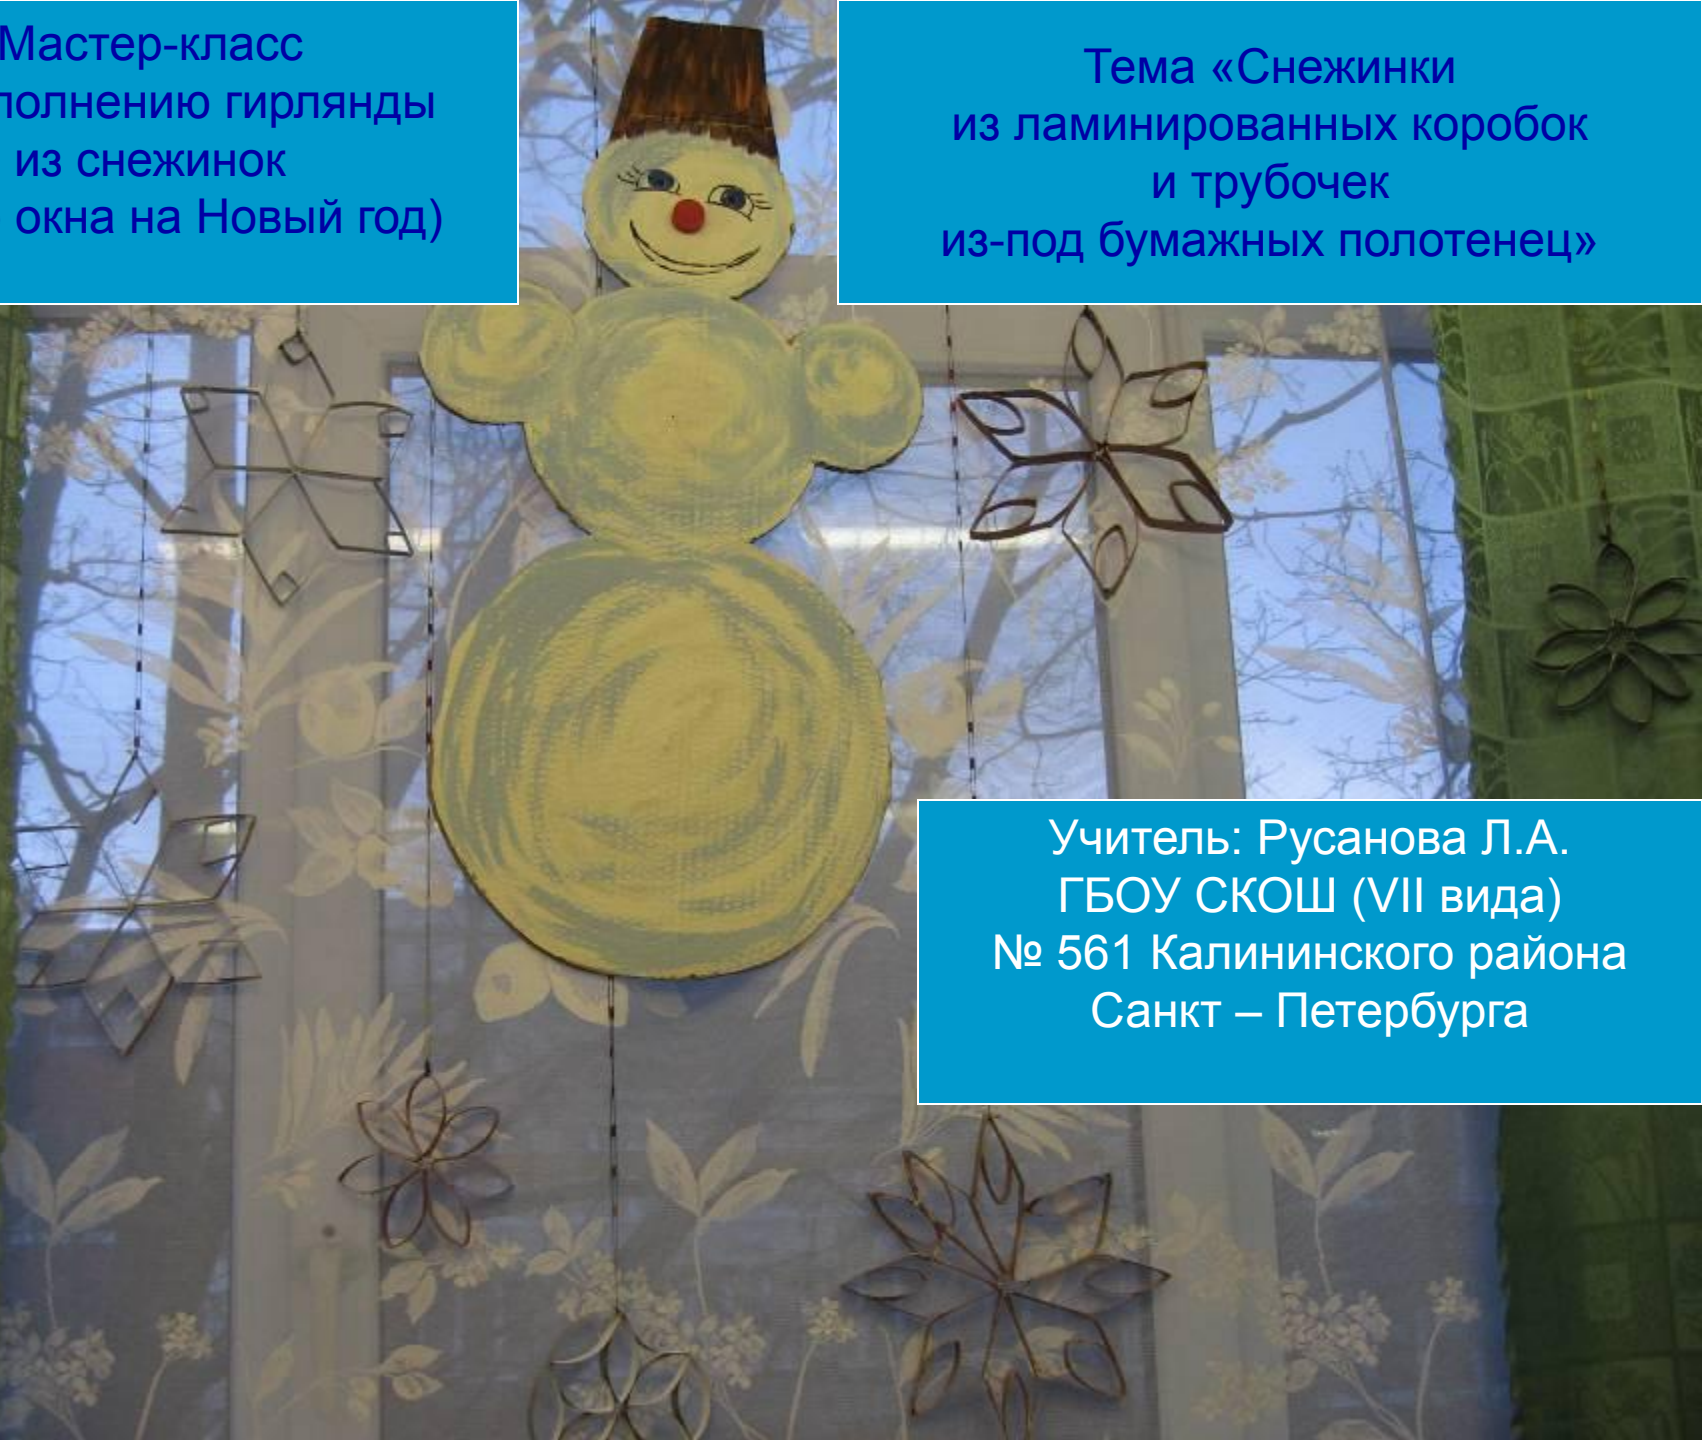 Мастер-класс
гирлянды
из снежинок
окна на Новый год)
Тема «Снежинки
из ламинированных коробок
и трубочек
из-под бумажных полотенец»
Учитель: Русанова Л.А.
ГБОУ СКОШ (VII вида)
№ 561 Калининского района
Санкт – Петербурга